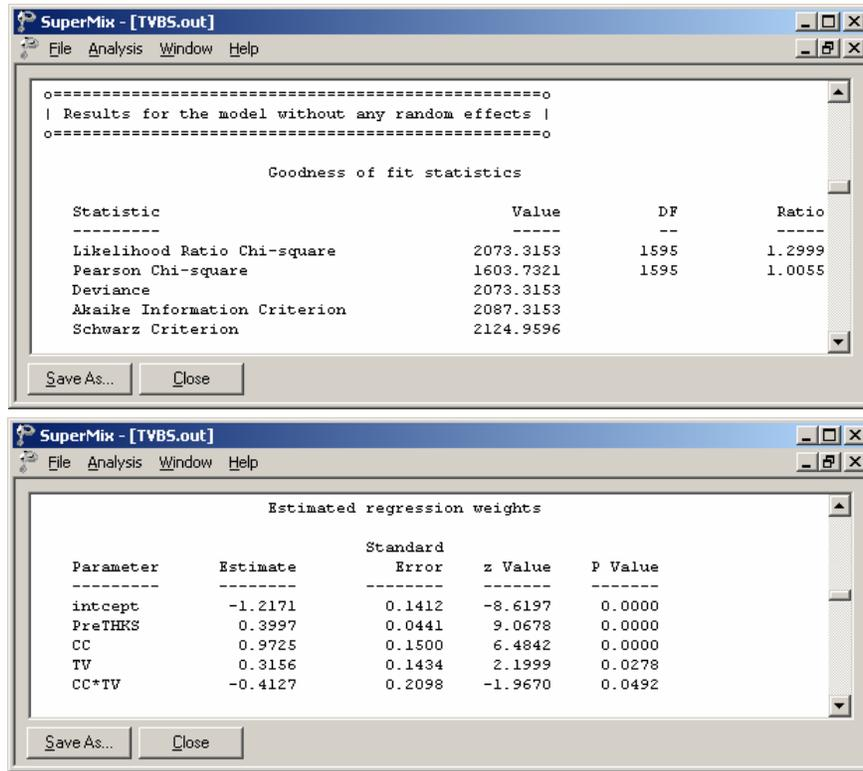 SuperMix - [TVBS.out]
File Analysis Window Help
o==================================================o
| Results for the model without any random effects |
o==================================================o
Goodness of fit statistics
Statistic Value DF Ratio
--------- ----- -- -----
Likelihood Ratio Chi-square 2073.3153 1595 1.2999
Pearson Chi-square 1603.7321 1595 1.0055
Deviance 2073.3153
Akaike Information Criterion 2087.3153
Schwarz Criterion 2124.9596
Save As... Close
SuperMix - [TVBS.out]
File Analysis Window Help
Estimated regression weights
Standard
Parameter Estimate Error z Value P Value
--------- -------- -------- ------- -------
intcept -1.2171 0.1412 -8.6197 0.0000
PreTHKS 0.3997 0.0441 9.0678 0.0000
CC 0.9725 0.1500 6.4842 0.0000
TV 0.3156 0.1434 2.1999 0.0278
CC*TV -0.4127 0.2098 -1.9670 0.0492
Save As... Close